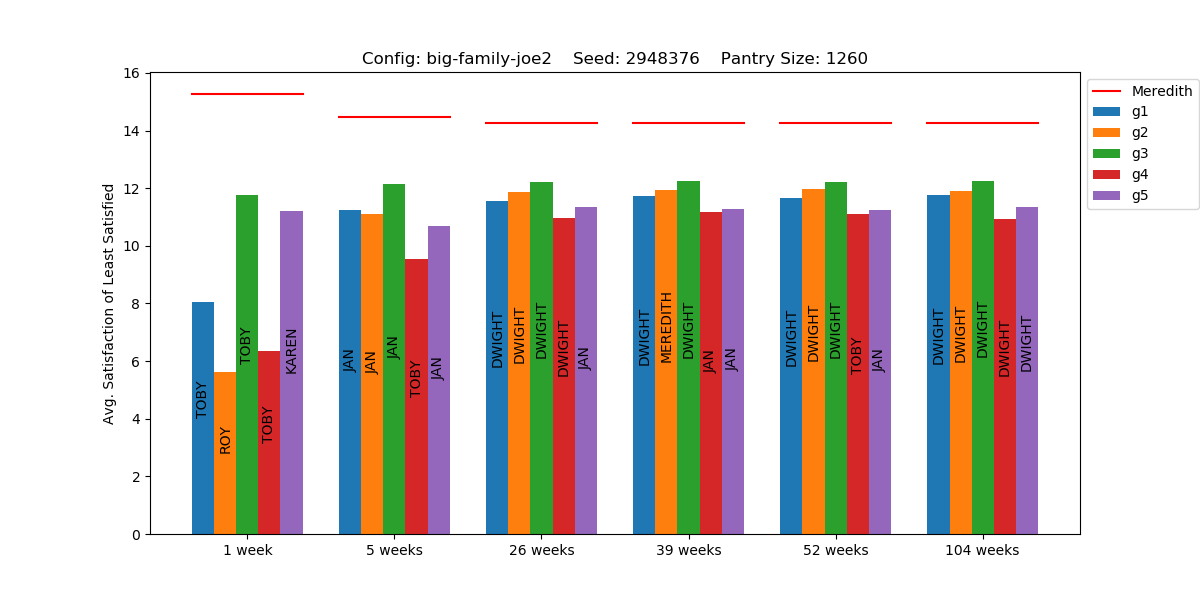 Config: big-family-joe2    Seed: 2948376    Pantry Size: 1260
Avg. Satisfaction of Least Satisfied
16
14
12
10
8
6
4
2
0
TOBY
ROY
TOBY
TOBY
KAREN
JAN
JAN
JAN
TOBY
JAN
DWIGHT
DWIGHT
DWIGHT
DWIGHT
JAN
DWIGHT
MEREDITH
DWIGHT
JAN
JAN
DWIGHT
DWIGHT
DWIGHT
TOBY
JAN
DWIGHT
DWIGHT
DWIGHT
DWIGHT
DWIGHT
1 week
5 weeks
26 weeks
39 weeks
52 weeks
104 weeks
Meredith
g1
g2
g3
g4
g5